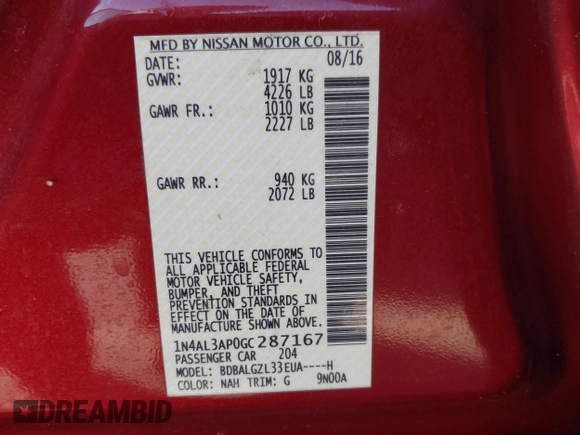 MFD BY NISSAN MOTOR CO., LTD.
DATE: 08/16
GVWR: 1917 KG
4226 LB
GAWR FR.: 1010 KG
2227 LB
GAWR RR.: 940 KG
2072 LB
THIS VEHICLE CONFORMS TO
ALL APPLICABLE FEDERAL
MOTOR VEHICLE SAFETY,
BUMPER, AND THEFT
PREVENTION STANDARDS IN
EFFECT ON THE DATE OF
MANUFACTURE SHOWN ABOVE.
1N4AL3AP0GC287167
PASSENGER CAR 204
MODEL: BDBALGZL33EUA----H
COLOR: NAH TRIM: G 9N00A
DREAMBID